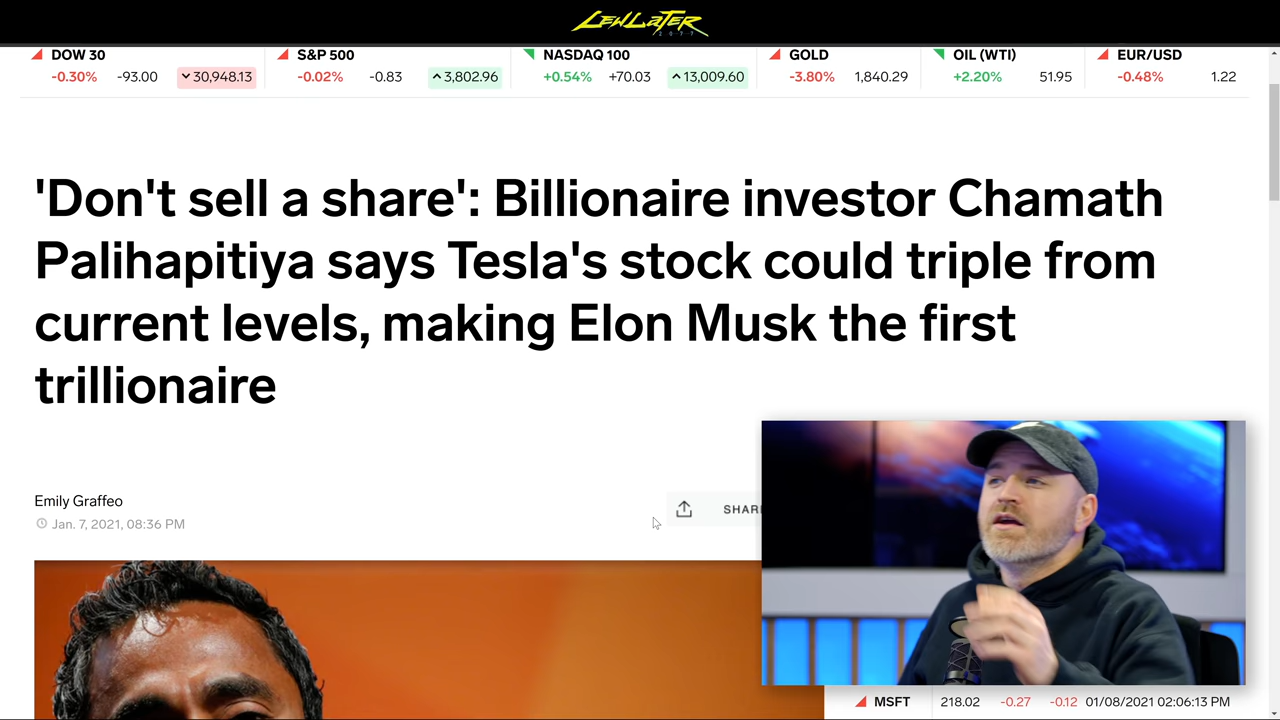 LEWLATER
2077
DOW 30
-0.30% -93.00 30,948.13
S&P 500
-0.02% -0.83 3,802.96
NASDAQ 100
+0.54% +70.03 13,009.60
GOLD
-3.80% 1,840.29
OIL (WTI)
+2.20% 51.95
EUR/USD
-0.48% 1.22
'Don't sell a share': Billionaire investor Chamath
Palihapitiya says Tesla's stock could triple from
current levels, making Elon Musk the first
trillionaire
Emily Graffeo
Jan. 7, 2021, 08:36 PM
SHAR
MSFT 218.02 -0.27 -0.12 01/08/2021 02:06:13 PM